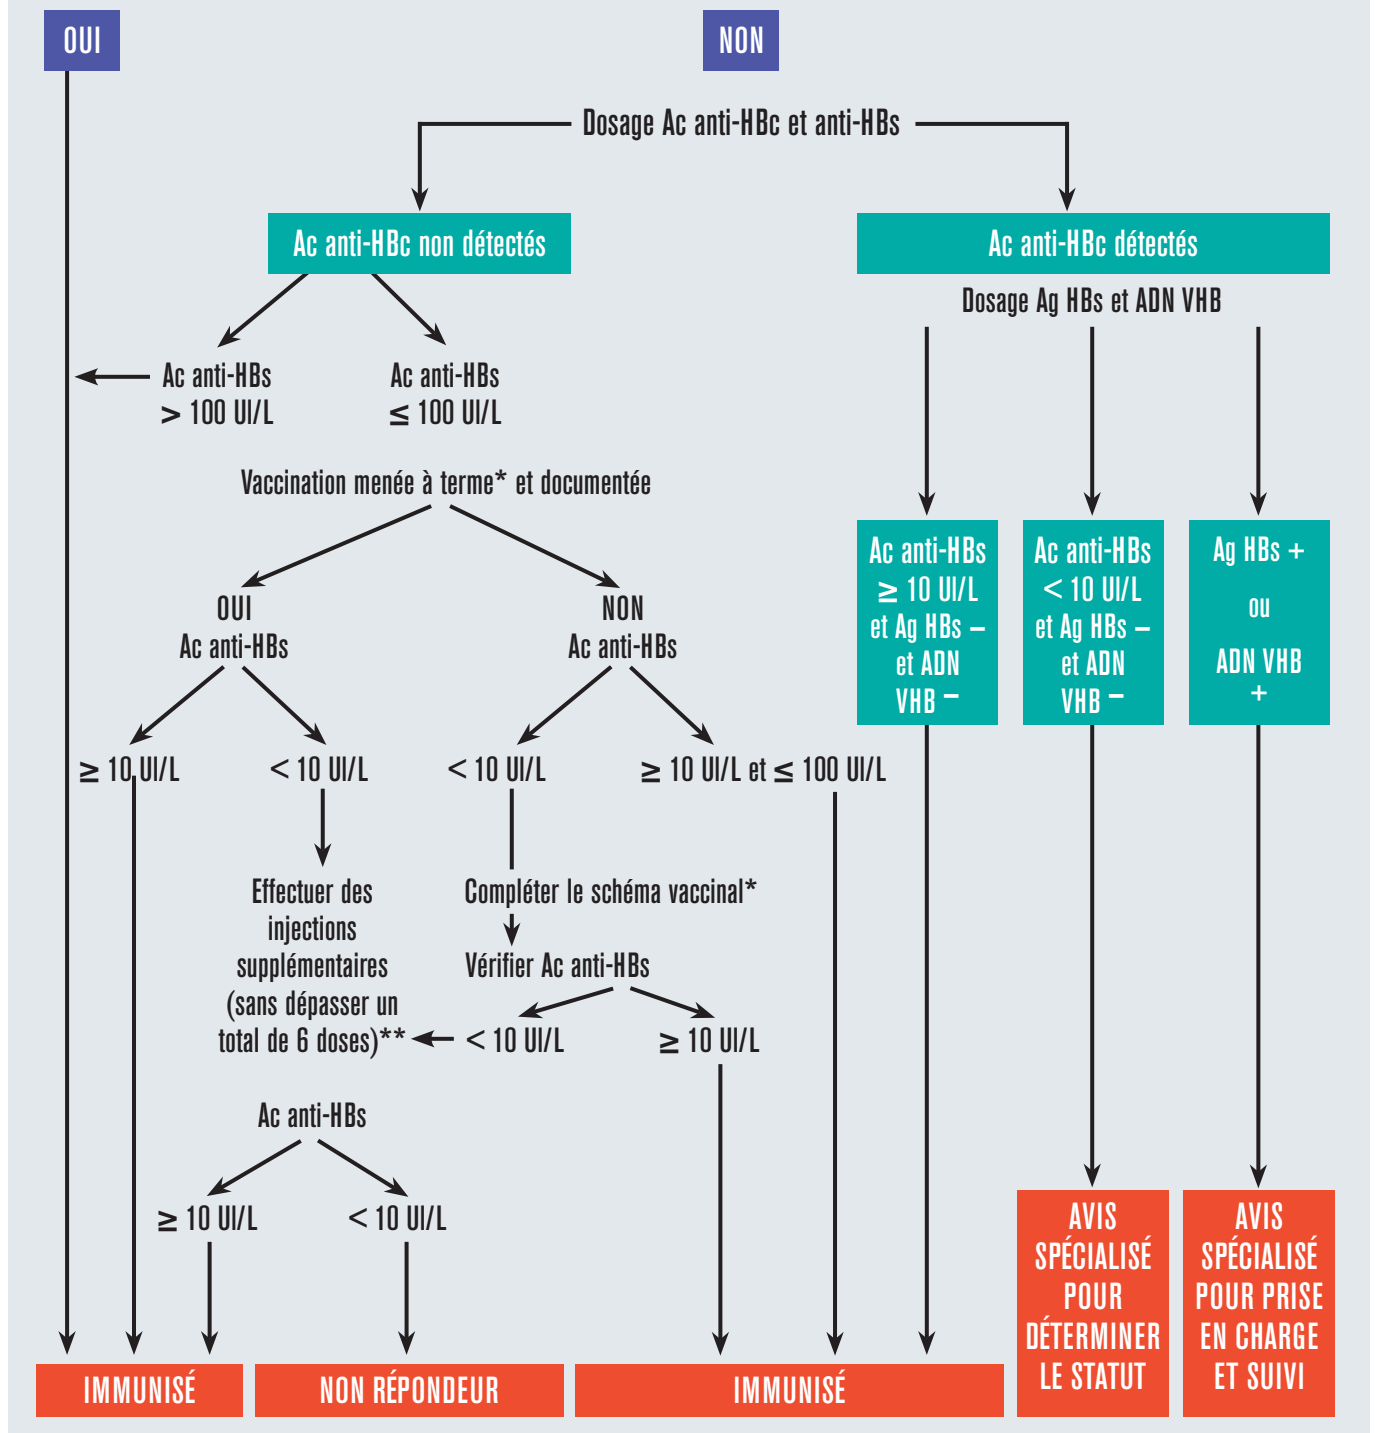 OUI
NON
Dosage Ac anti-HBc et anti-HBs
Ac anti-HBc non détectés
Ac anti-HBc détectés
Dosage Ag HBs et ADN VHB
Ac anti-HBs
> 100 UI/L
Ac anti-HBs
≤ 100 UI/L
Vaccination menée à terme* et documentée
OUI
Ac anti-HBs
NON
Ac anti-HBs
≥ 10 UI/L
< 10 UI/L
< 10 UI/L
≥ 10 UI/L et ≤ 100 UI/L
Ac anti-HBs
≥ 10 UI/L
et Ag HBs –
et ADN
VHB –
Ac anti-HBs
< 10 UI/L
et Ag HBs –
et ADN
VHB –
Ag HBs +
ou
ADN VHB
+
Effectuer des
injections
supplémentaires
(sans dépasser un
total de 6 doses)**
Compléter le schéma vaccinal*
Vérifier Ac anti-HBs
< 10 UI/L
≥ 10 UI/L
Ac anti-HBs
≥ 10 UI/L
< 10 UI/L
IMMUNISÉ
NON RÉPONDEUR
IMMUNISÉ
AVIS
SPÉCIALISÉ
POUR
DÉTERMINER
LE STATUT
AVIS
SPÉCIALISÉ
POUR PRISE
EN CHARGE
ET SUIVI